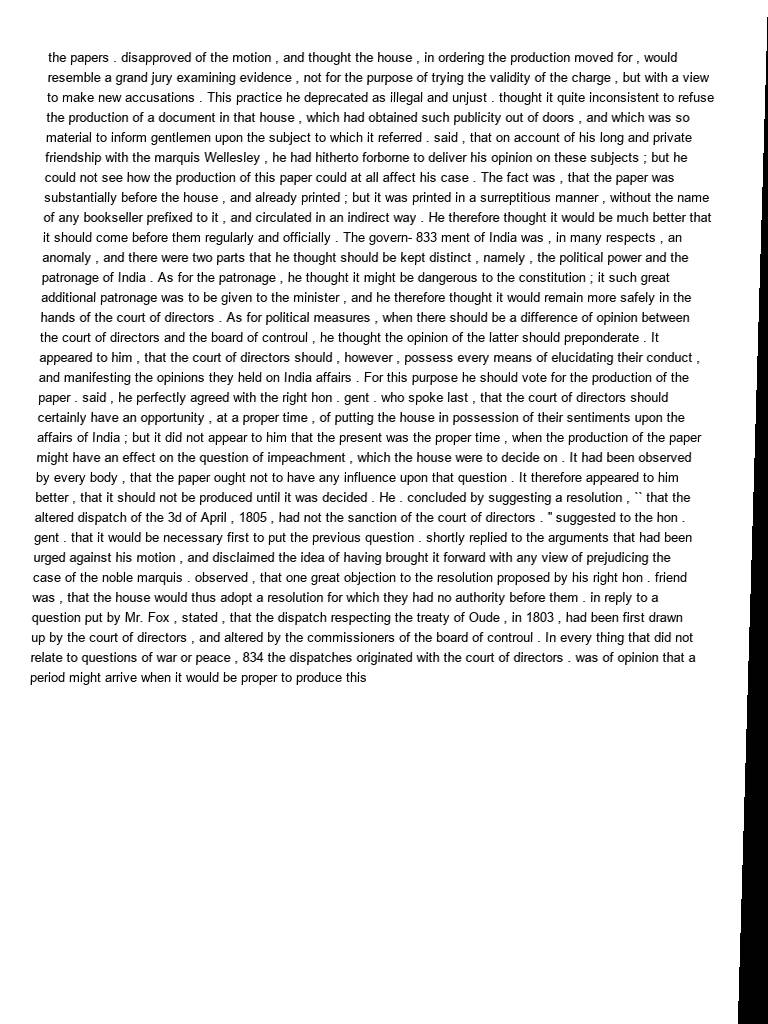 the papers . disapproved of the motion , and thought the house , in ordering the production moved for , would
resemble a grand jury examining evidence , not for the purpose of trying the validity of the charge , but with a view
to make new accusations . This practice he deprecated as illegal and unjust . thought it quite inconsistent to refuse
the production of a document in that house , which had obtained such publicity out of doors , and which was so
material to inform gentlemen upon the subject to which it referred . said , that on account of his long and private
friendship with the marquis Wellesley , he had hitherto forborne to deliver his opinion on these subjects ; but he
could not see how the production of this paper could at all affect his case . The fact was , that the paper was
substantially before the house , and already printed ; but it was printed in a surreptitious manner , without the name
of any bookseller prefixed to it , and circulated in an indirect way . He therefore thought it would be much better that
it should come before them regularly and officially . The govern- 833 ment of India was , in many respects , an
anomaly , and there were two parts that he thought should be kept distinct , namely , the political power and the
patronage of India . As for the patronage , he thought it might be dangerous to the constitution ; it such great
additional patronage was to be given to the minister , and he therefore thought it would remain more safely in the
hands of the court of directors . As for political measures , when there should be a difference of opinion between
the court of directors and the board of controul , he thought the opinion of the latter should preponderate . It
appeared to him , that the court of directors should , however , possess every means of elucidating their conduct ,
and manifesting the opinions they held on India affairs . For this purpose he should vote for the production of the
paper . said , he perfectly agreed with the right hon . gent . who spoke last , that the court of directors should
certainly have an opportunity , at a proper time , of putting the house in possession of their sentiments upon the
affairs of India ; but it did not appear to him that the present was the proper time , when the production of the paper
might have an effect on the question of impeachment , which the house were to decide on . It had been observed
by every body , that the paper ought not to have any influence upon that question . It therefore appeared to him
better , that it should not be produced until it was decided . He . concluded by suggesting a resolution , `` that the
altered dispatch of the 3d of April , 1805 , had not the sanction of the court of directors . " suggested to the hon .
gent . that it would be necessary first to put the previous question . shortly replied to the arguments that had been
urged against his motion , and disclaimed the idea of having brought it forward with any view of prejudicing the
case of the noble marquis . observed , that one great objection to the resolution proposed by his right hon . friend
was , that the house would thus adopt a resolution for which they had no authority before them . in reply to a
question put by Mr. Fox , stated , that the dispatch respecting the treaty of Oude , in 1803 , had been first drawn
up by the court of directors , and altered by the commissioners of the board of controul . In every thing that did not
relate to questions of war or peace , 834 the dispatches originated with the court of directors . was of opinion that a
period might arrive when it would be proper to produce this